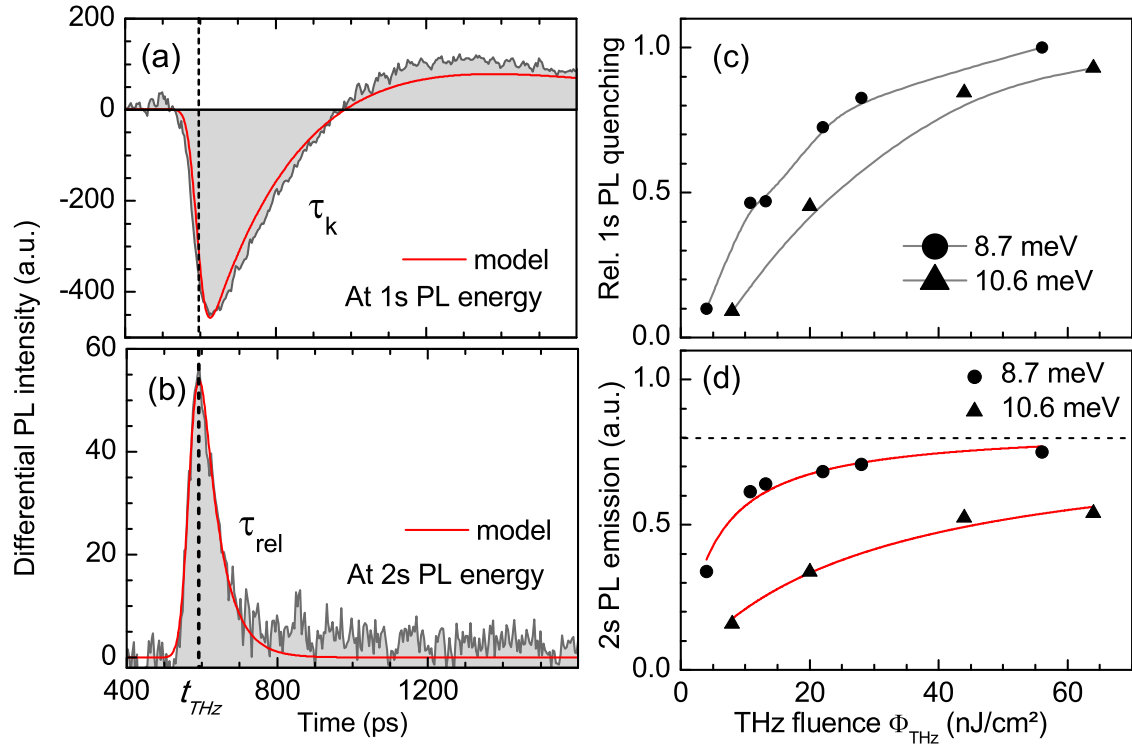 Differential PL intensity (a.u.)
200
0
-200
-400
(a)
τk
model
At 1s PL energy
60
40
20
0
(b)
τrel
model
At 2s PL energy
400
tTHz
800
1200
Time (ps)
Rel. 1s PL quenching
1.0
0.5
0.0
(c)
8.7 meV
10.6 meV
2s PL emission (a.u.)
1.0
0.5
0.0
(d)
8.7 meV
10.6 meV
0
20
40
60
THz fluence ΦTHz (nJ/cm²)